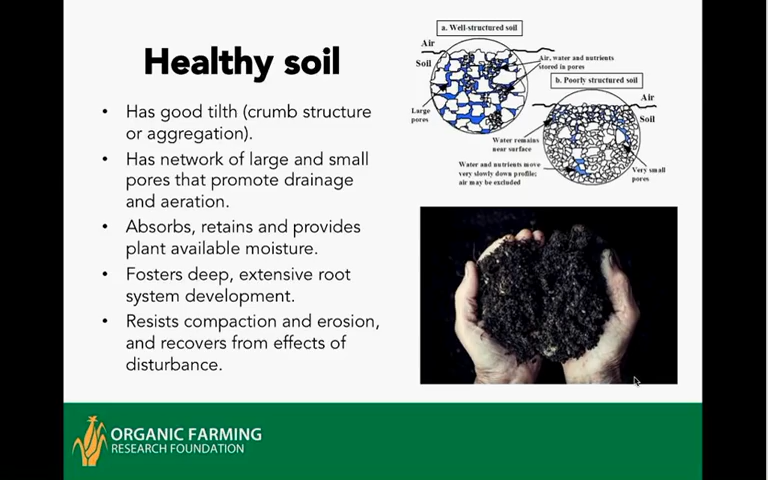 Healthy soil
• Has good tilth (crumb structure
or aggregation).
• Has network of large and small
pores that promote drainage
and aeration.
• Absorbs, retains and provides
plant available moisture.
• Fosters deep, extensive root
system development.
• Resists compaction and erosion,
and recovers from effects of
disturbance.
a. Well-structured soil
Air
Soil
Air, water and nutrients
stored in pores
Large
pores
b. Poorly structured soil
Air
Soil
Water remains
near surface
Water and nutrients move
very slowly down profile;
air may be excluded
Very small
pores
ORGANIC FARMING
RESEARCH FOUNDATION